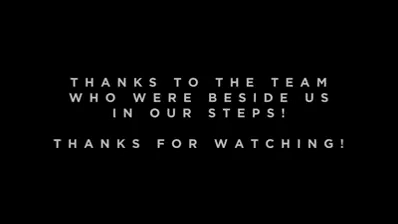 THANKS TO THE TEAM
WHO WERE BESIDE US
IN OUR STEPS!
THANKS FOR WATCHING!